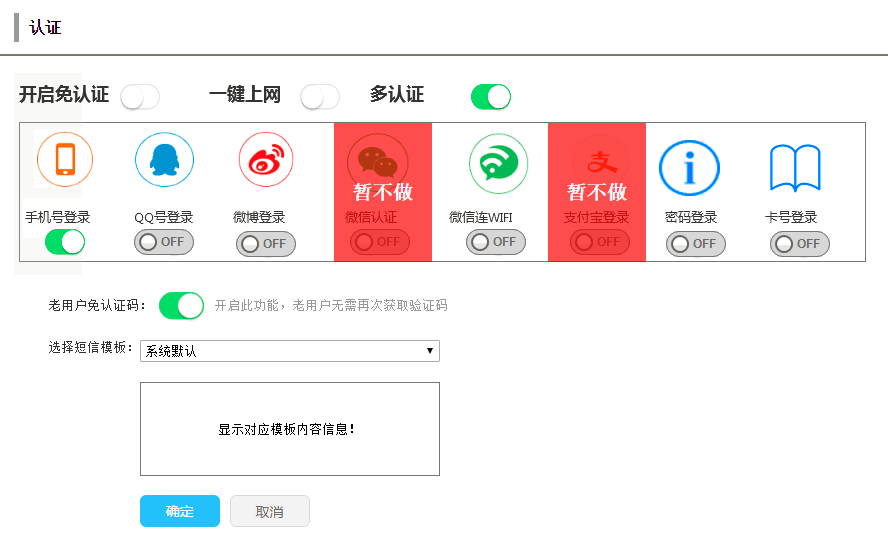 认证
开启免认证 一键上网 多认证
暂不做 暂不做
手机号登录 QQ号登录 微博登录 微信认证 微信连WIFI 支付宝登录 密码登录 卡号登录
OFF OFF OFF OFF OFF OFF OFF
老用户免认证码： 开启此功能，老用户无需再次获取验证码
选择短信模板： 系统默认
显示对应模板内容信息！
确定 取消